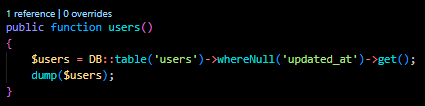 1 reference | 0 overrides
public function users()
{
    $users = DB::table('users')->whereNull('updated_at')->get();
    dump($users);
}